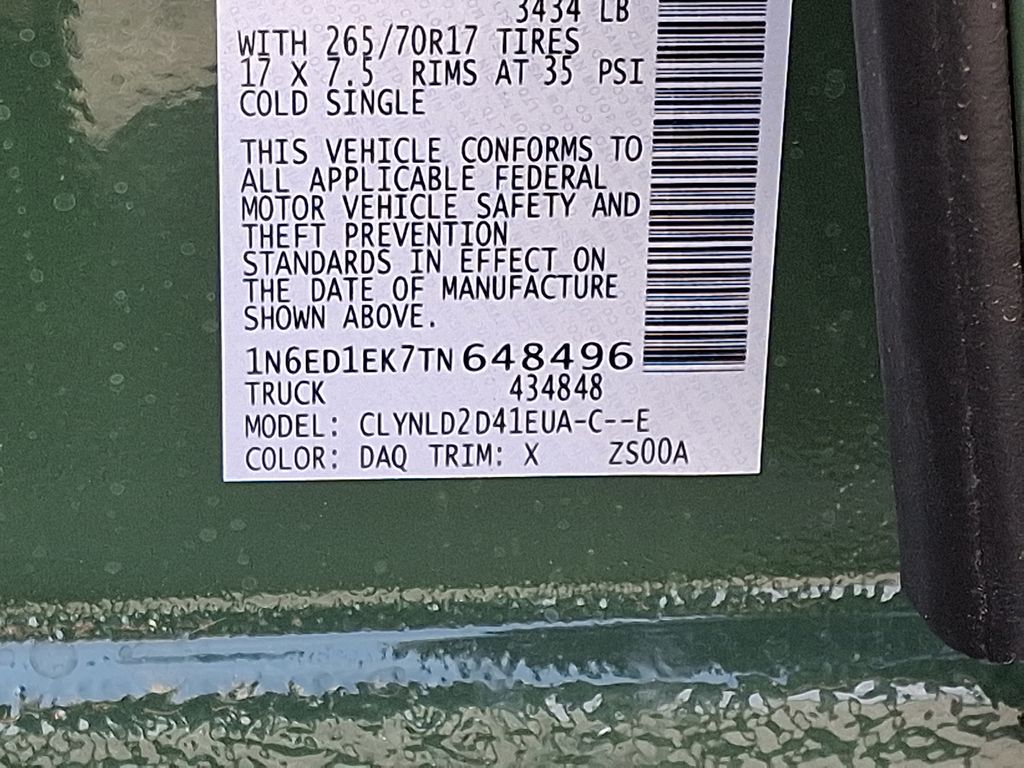 3434 LB
WITH 265/70R17 TIRES
17 X 7.5 RIMS AT 35 PSI
COLD SINGLE
THIS VEHICLE CONFORMS TO
ALL APPLICABLE FEDERAL
MOTOR VEHICLE SAFETY AND
THEFT PREVENTION
STANDARDS IN EFFECT ON
THE DATE OF MANUFACTURE
SHOWN ABOVE.
1N6ED1EK7TN648496
TRUCK 434848
MODEL: CLYNLD2D41EUA-C--E
COLOR: DAQ TRIM: X ZS00A